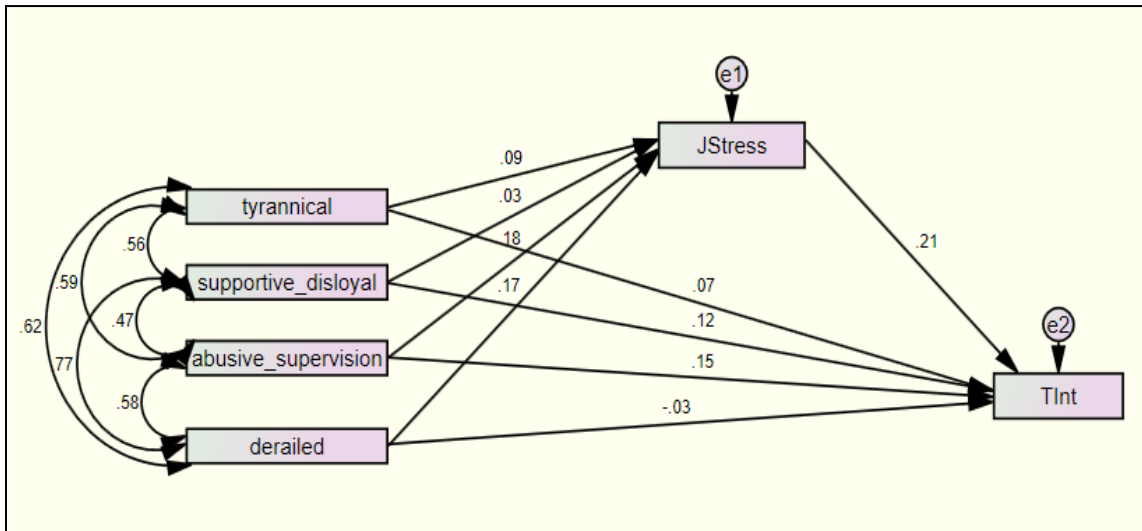 e1
JStress
.09
tyrannical
.03
.56
.18
.21
.59
supportive_disloyal
.17
.07
.47
.12
e2
.62
.77
abusive_supervision
.15
TInt
.58
-.03
derailed